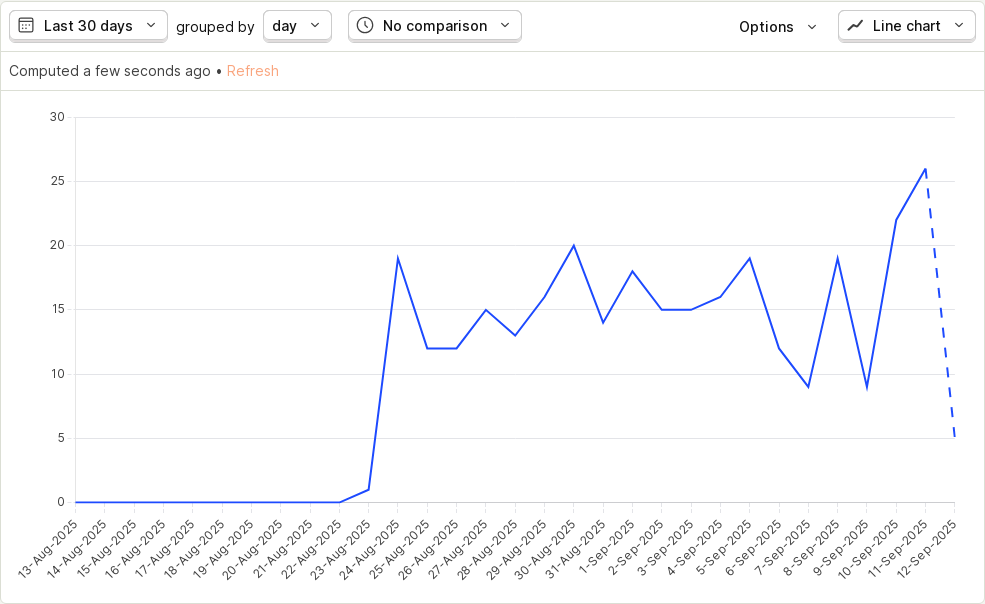 Last 30 days grouped by day No comparison Options Line chart
Computed a few seconds ago • Refresh
30
25
20
15
10
5
0
13-Aug-2025
14-Aug-2025
15-Aug-2025
16-Aug-2025
17-Aug-2025
18-Aug-2025
19-Aug-2025
20-Aug-2025
21-Aug-2025
22-Aug-2025
23-Aug-2025
24-Aug-2025
25-Aug-2025
26-Aug-2025
27-Aug-2025
28-Aug-2025
29-Aug-2025
30-Aug-2025
31-Aug-2025
1-Sep-2025
2-Sep-2025
3-Sep-2025
4-Sep-2025
5-Sep-2025
6-Sep-2025
7-Sep-2025
8-Sep-2025
9-Sep-2025
10-Sep-2025
11-Sep-2025
12-Sep-2025